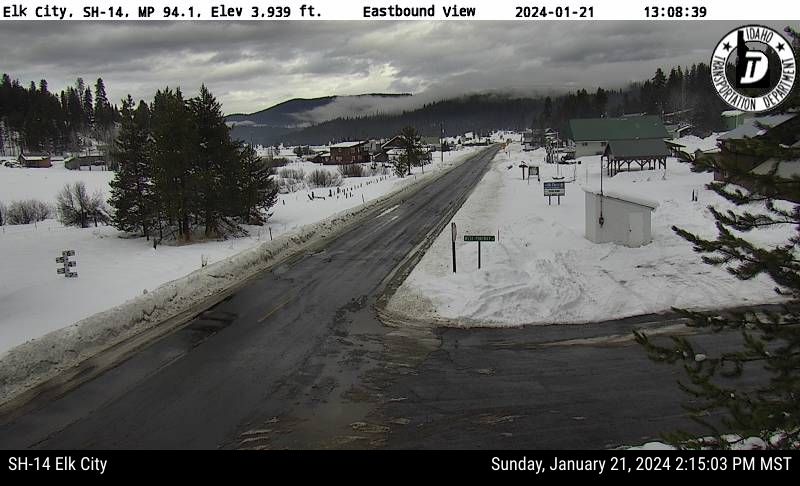 Elk City, SH-14, MP 94.1, Elev 3,939 ft. Eastbound View 2024-01-21 13:08:39
IDAHO
TRANSPORTATION DEPARTMENT
SH-14 Elk City Sunday, January 21, 2024 2:15:03 PM MST